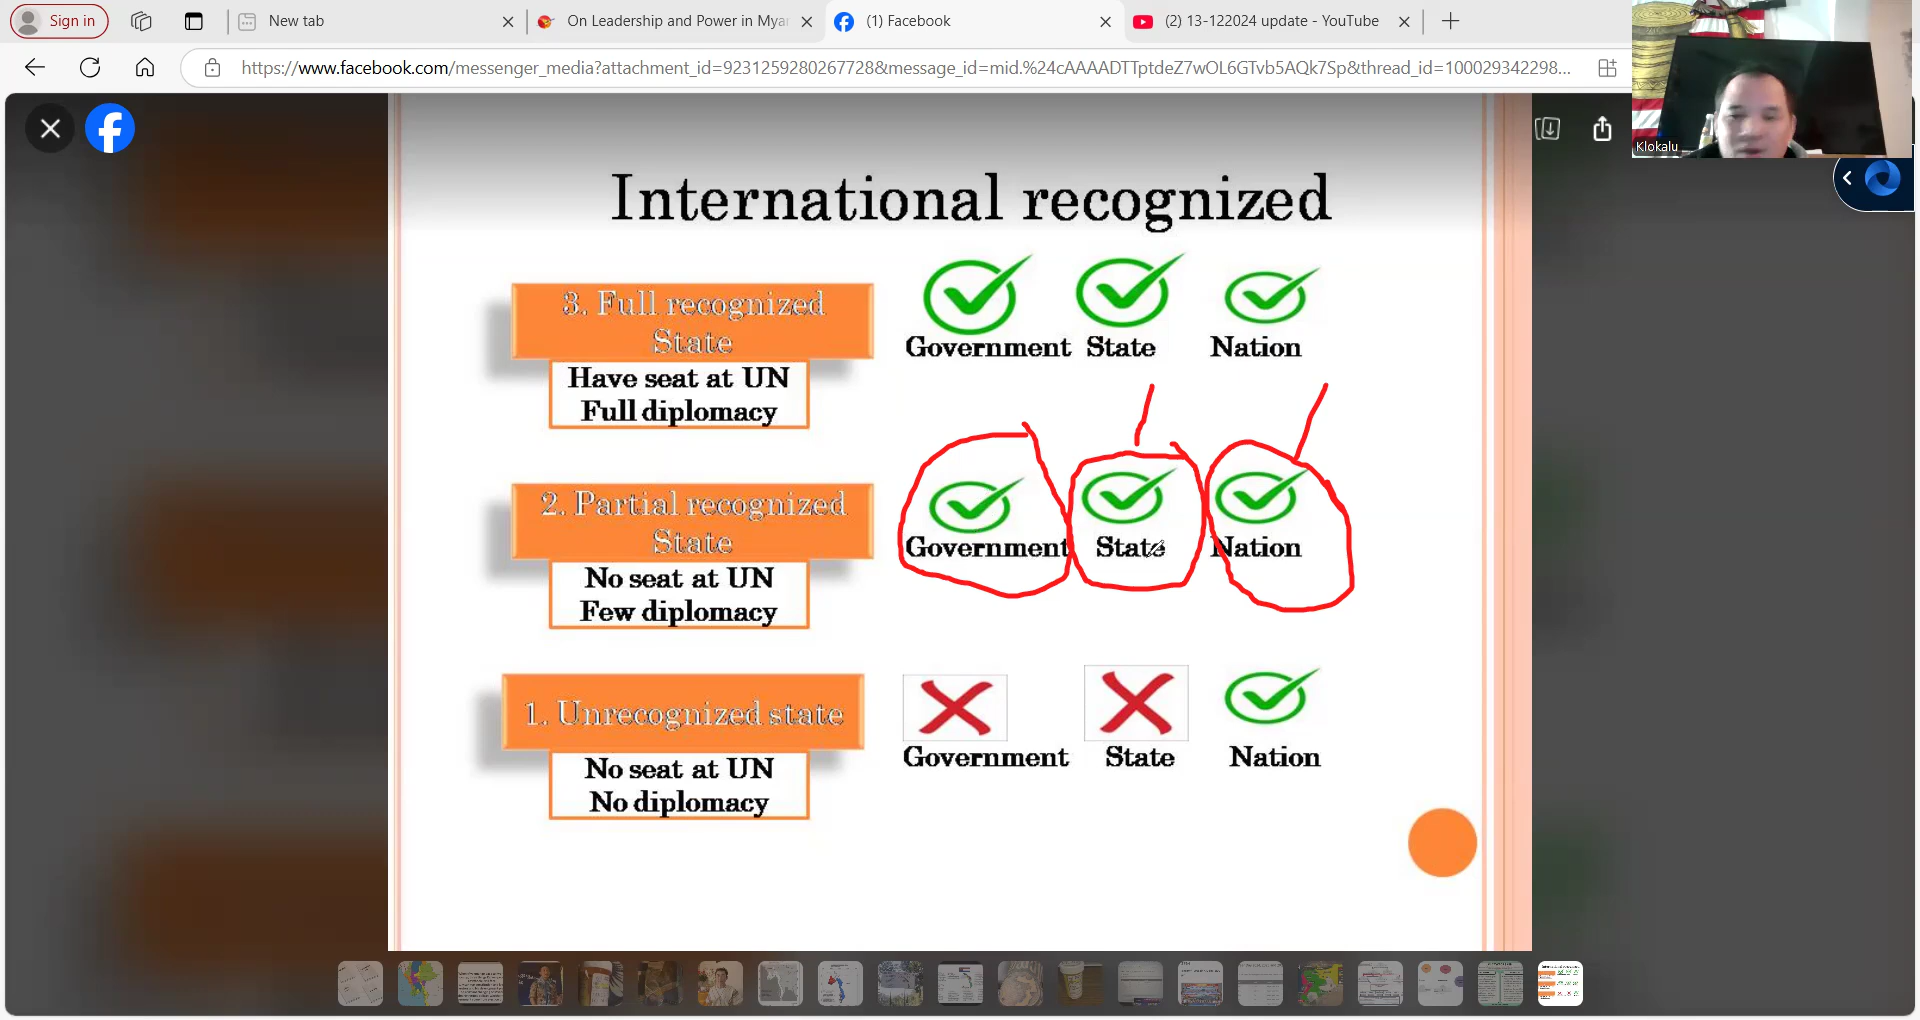 Sign in
New tab
On Leadership and Power in Myan
(1) Facebook
(2) 13-122024 update - YouTube
https://www.facebook.com/messenger_media?attachment_id=9231259280267728&message_id=mid.%24cAAAADTTptdeZ7wOL6GTvb5AQk7Sp&thread_id=100029342298...
Klokalu
International recognized
3. Full recognized
State
Have seat at UN
Full diplomacy
Government State Nation
2. Partial recognized
State
No seat at UN
Few diplomacy
Government State Nation
1. Unrecognized state
No seat at UN
No diplomacy
Government State Nation